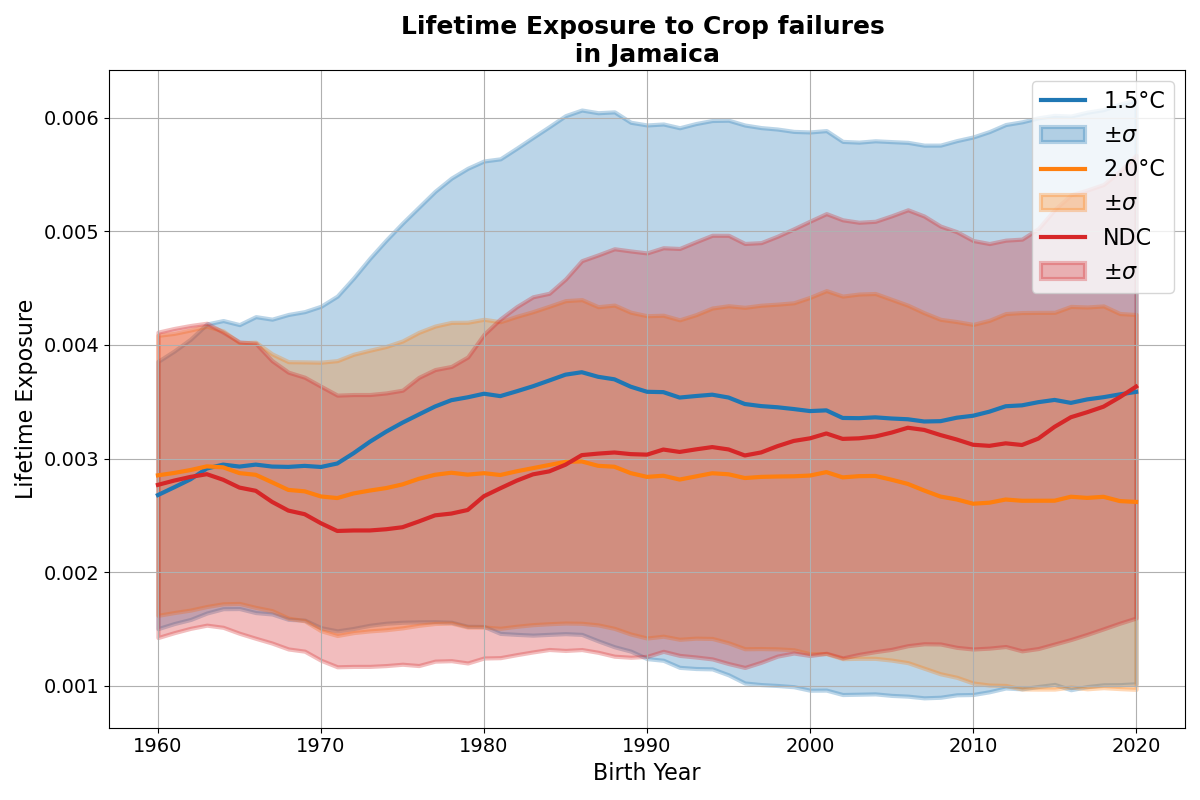 Lifetime Exposure to Crop failures
in Jamaica
Lifetime Exposure
0.006
0.005
0.004
0.003
0.002
0.001
1960
1970
1980
1990
2000
2010
2020
Birth Year
1.5°C
±σ
2.0°C
±σ
NDC
±σ